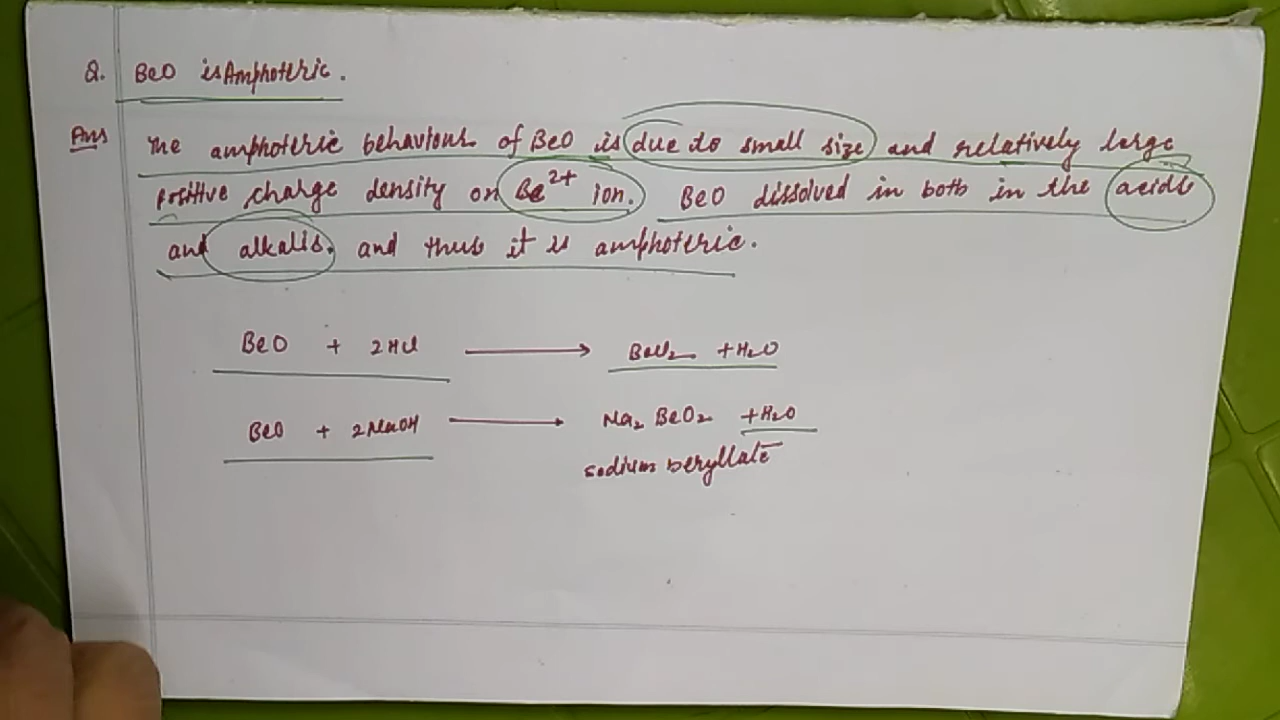 Q. BeO is Amphoteric.
Ans The amphoteric behaviour of BeO is due to small size and relatively large
positive charge density on Be²⁺ ion. BeO dissolved in both in the acids
and alkalis. and thus it is amphoteric.
BeO + 2HCl ⟶ BeCl₂ + H₂O
BeO + 2NaOH ⟶ Na₂BeO₂ + H₂O
sodium beryllate